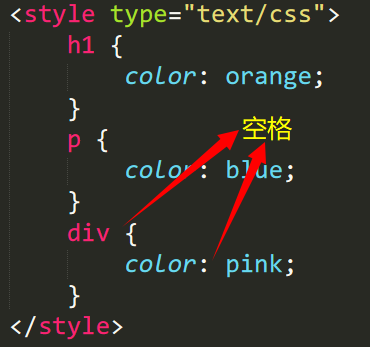 <style type="text/css">
h1 {
color: orange;
}
空格
p {
color: blue;
}
div {
color: pink;
}
</style>